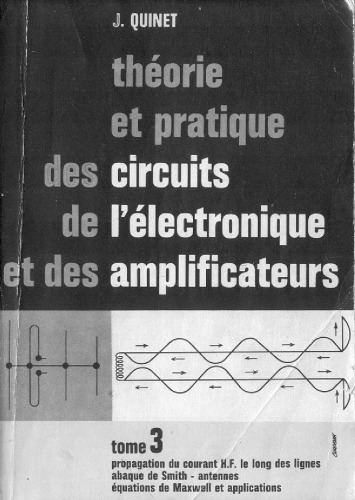 J. QUINET
théorie
et pratique
des circuits
de l'électronique
et des amplificateurs
tome 3
propagation du courant H.F. le long des lignes
abaque de Smith - antennes
équations de Maxwell et applications